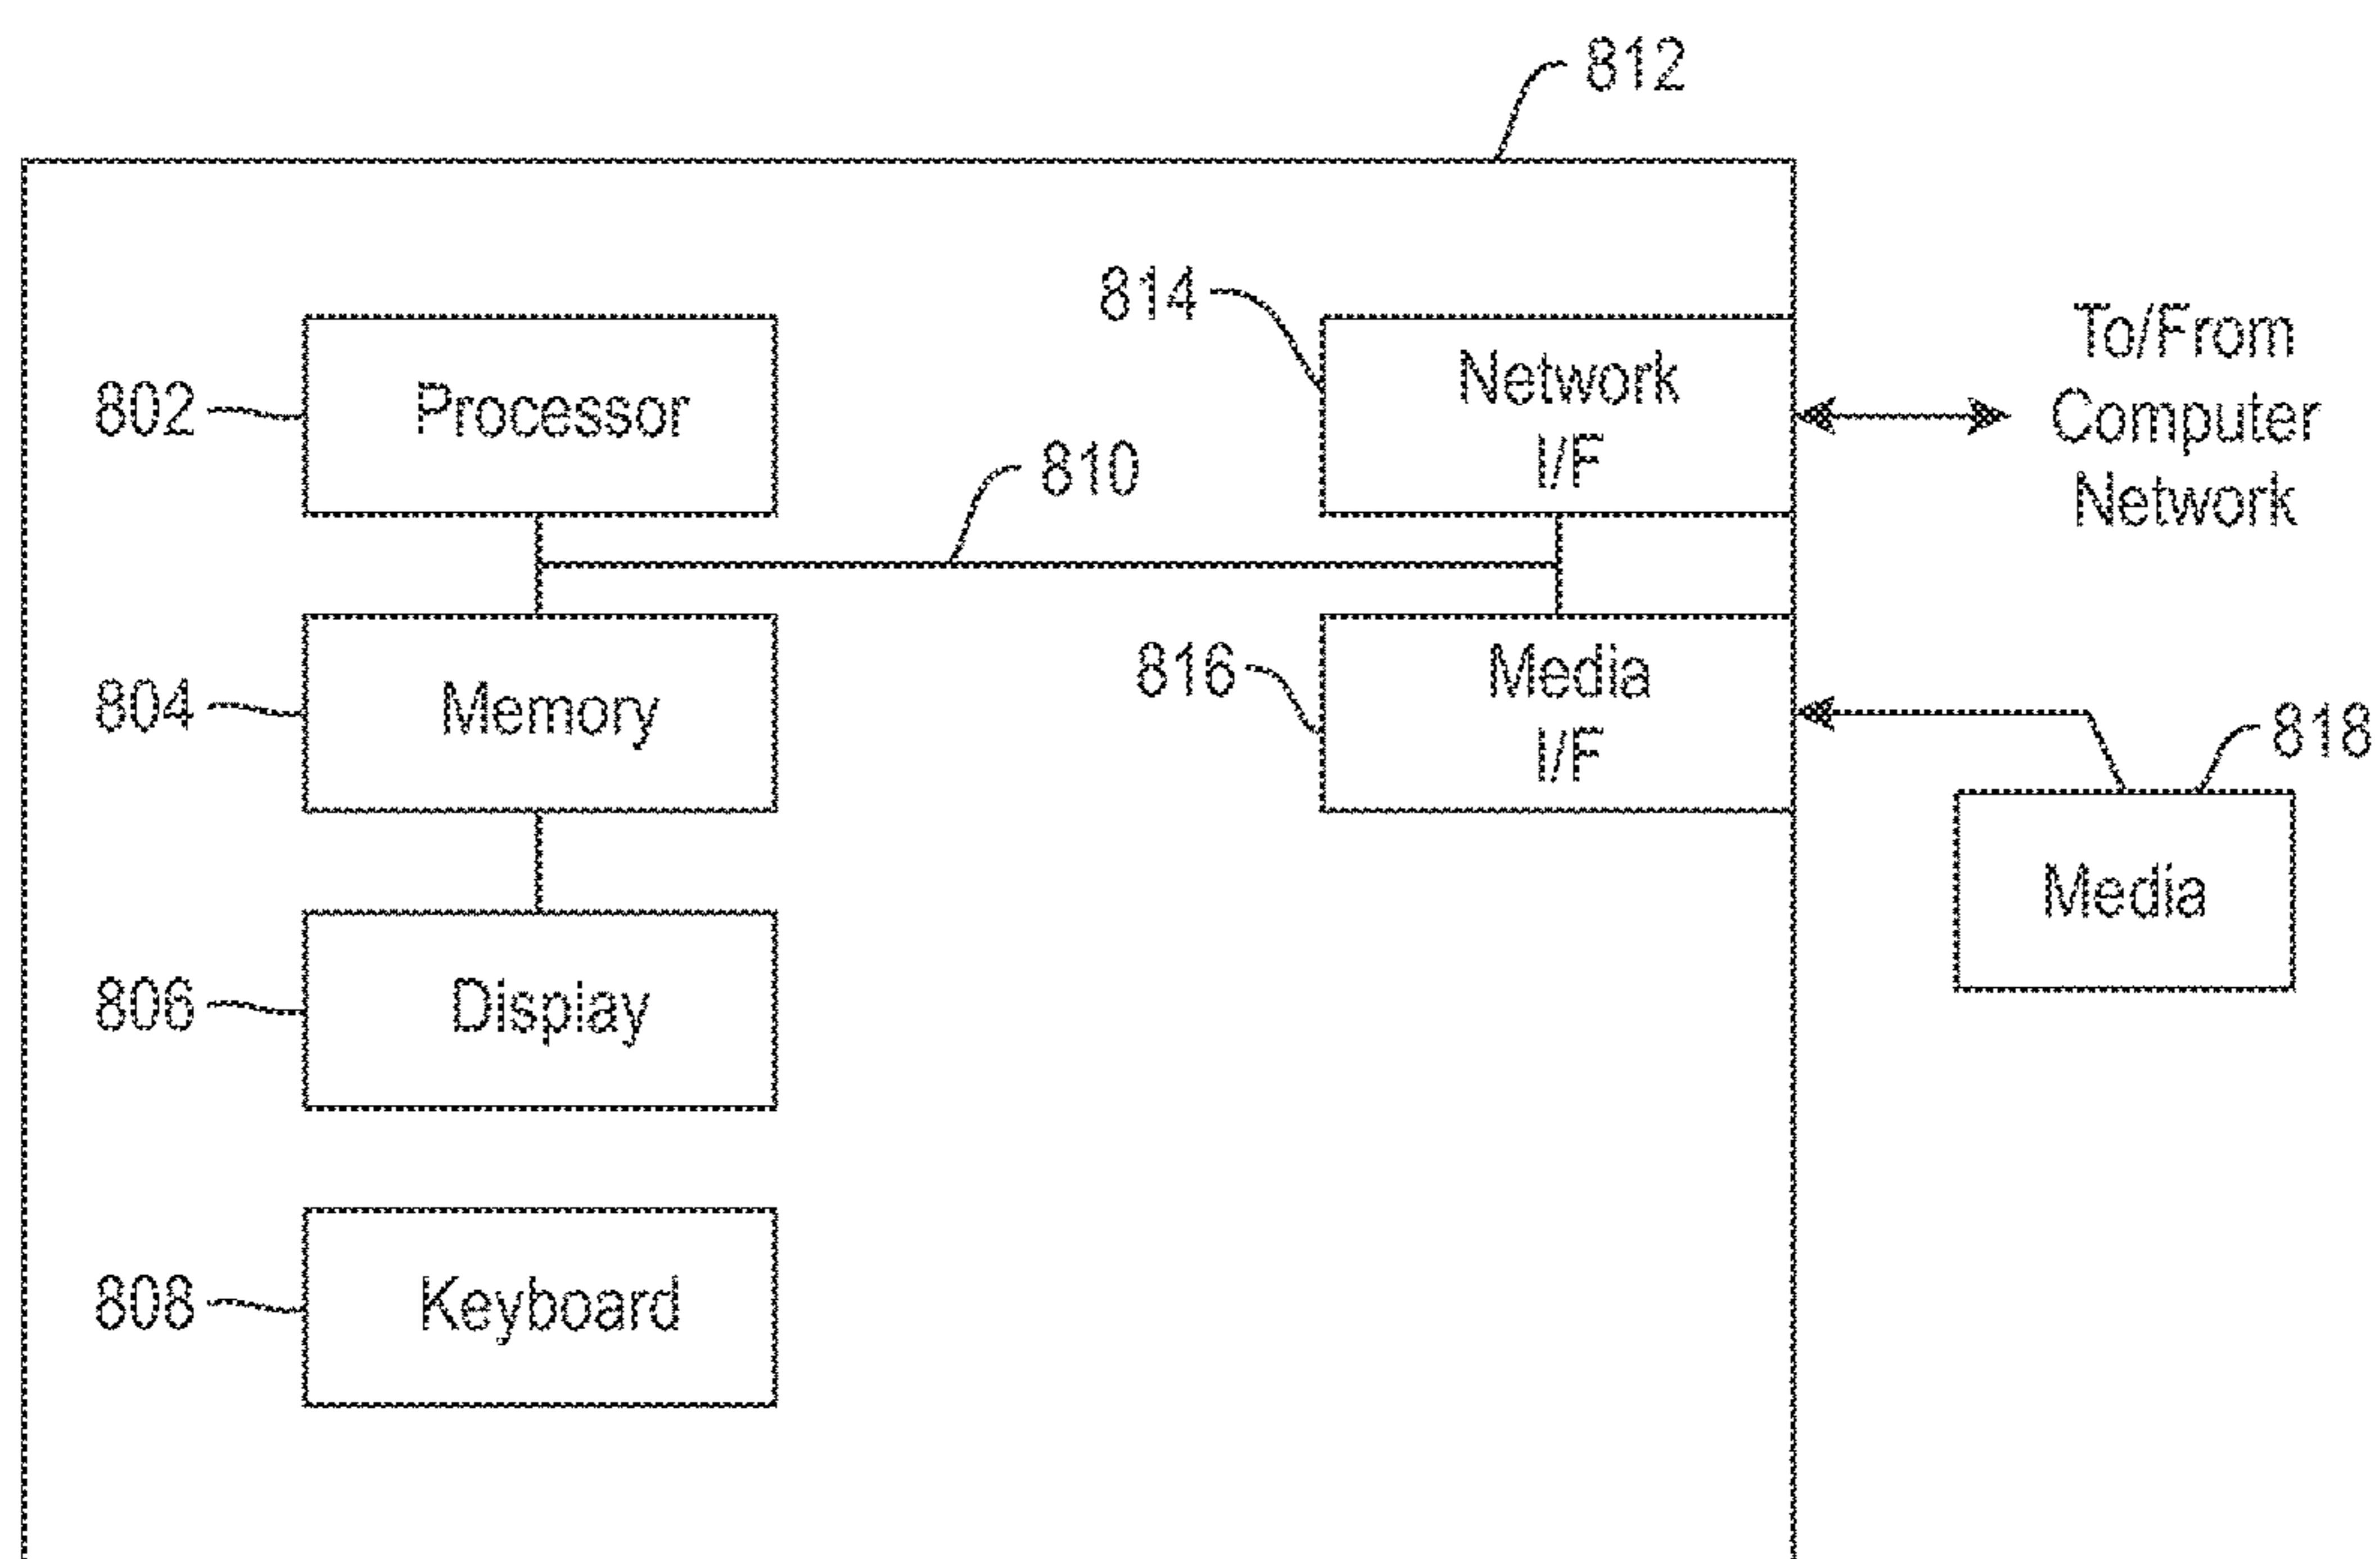 812
814
Network
I/F
To/From
Computer
Network
802
Processor
810
804
Memory
816
Media
I/F
818
Media
806
Display
808
Keyboard